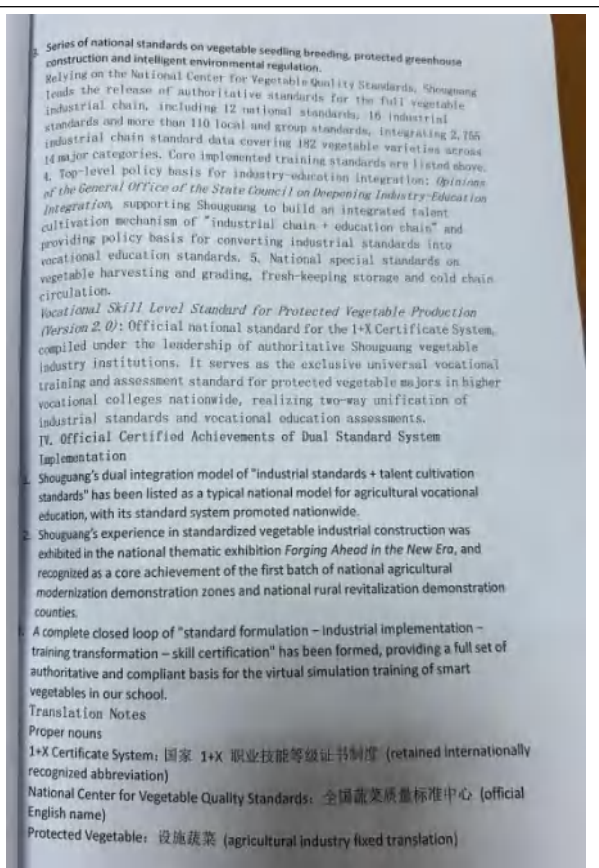 3. Series of national standards on vegetable seedling breeding, protected greenhouse
construction and intelligent environmental regulation.
Relying on the National Center for Vegetable Quality Standards, Shouguang
leads the release of authoritative standards for the full vegetable
industrial chain, including 12 national standards, 16 industrial
standards and more than 110 local and group standards, integrating 2,755
industrial chain standard data covering 182 vegetable varieties across
14 major categories. Core implemented training standards are listed above.
4. Top-level policy basis for industry-education integration: Opinions
of the General Office of the State Council on Deepening Industry-Education
Integration, supporting Shouguang to build an integrated talent
cultivation mechanism of "industrial chain + education chain" and
providing policy basis for converting industrial standards into
vocational education standards. 5. National special standards on
vegetable harvesting and grading, fresh-keeping storage and cold chain
circulation.
Vocational Skill Level Standard for Protected Vegetable Production
(Version 2.0): Official national standard for the 1+X Certificate System,
compiled under the leadership of authoritative Shouguang vegetable
industry institutions. It serves as the exclusive universal vocational
training and assessment standard for protected vegetable majors in higher
vocational colleges nationwide, realizing two-way unification of
industrial standards and vocational education assessments.
IV. Official Certified Achievements of Dual Standard System
Implementation
Shouguang's dual integration model of "industrial standards + talent cultivation
standards" has been listed as a typical national model for agricultural vocational
education, with its standard system promoted nationwide.
2. Shouguang's experience in standardized vegetable industrial construction was
exhibited in the national thematic exhibition Forging Ahead in the New Era, and
recognized as a core achievement of the first batch of national agricultural
modernization demonstration zones and national rural revitalization demonstration
counties.
A complete closed loop of "standard formulation – industrial implementation –
training transformation – skill certification" has been formed, providing a full set of
authoritative and compliant basis for the virtual simulation training of smart
vegetables in our school.
Translation Notes
Proper nouns
1+X Certificate System: 国家 1+X 职业技能等级证书制度 (retained internationally
recognized abbreviation)
National Center for Vegetable Quality Standards: 全国蔬菜质量标准中心 (official
English name)
Protected Vegetable: 设施蔬菜 (agricultural industry fixed translation)